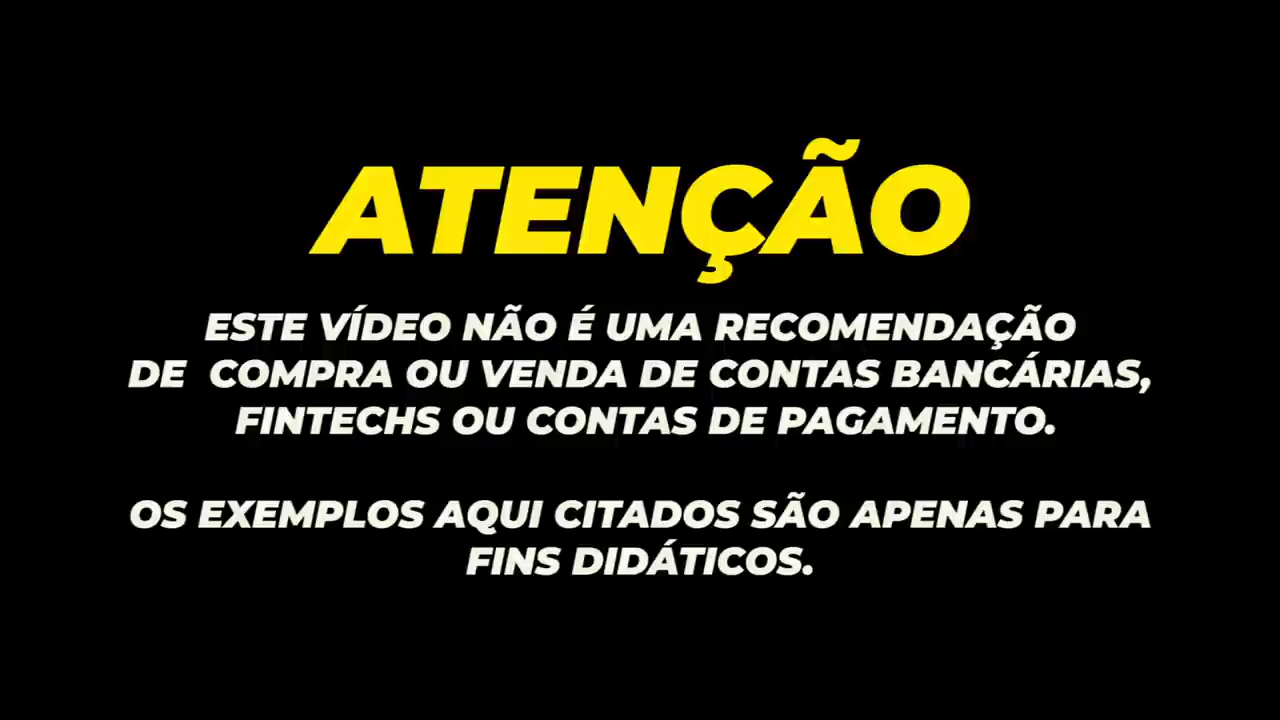 ATENÇÃO
ESTE VÍDEO NÃO É UMA RECOMENDAÇÃO
DE COMPRA OU VENDA DE CONTAS BANCÁRIAS,
FINTECHS OU CONTAS DE PAGAMENTO.
OS EXEMPLOS AQUI CITADOS SÃO APENAS PARA
FINS DIDÁTICOS.